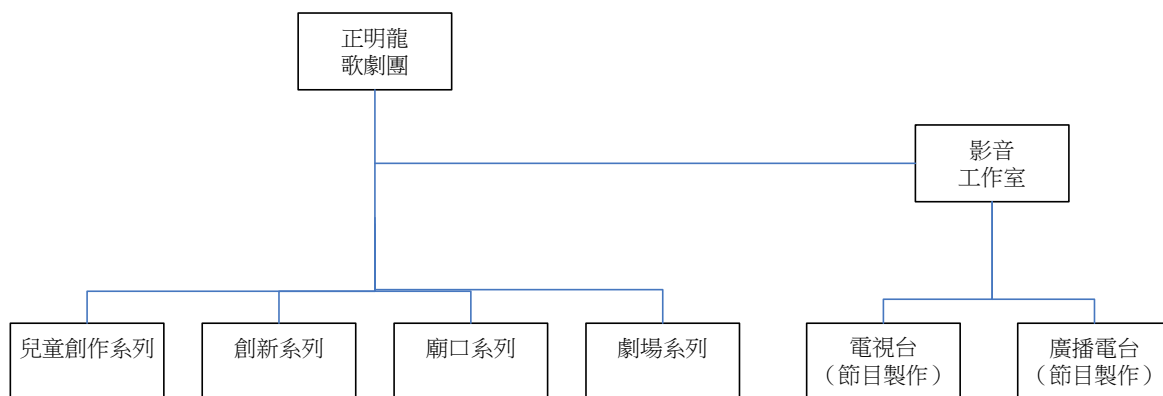 正明龍
歌劇團
影音
工作室
兒童創作系列
創新系列
廟口系列
劇場系列
電視台
（節目製作）
廣播電台
（節目製作）